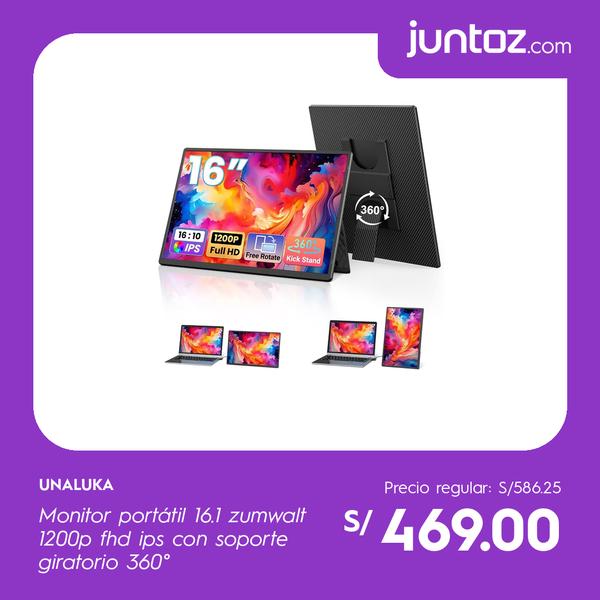 juntoz.com
16”
16:10
IPS
1200P
Full HD
Free Rotate
360°
Kick Stand
360°
UNALUKA
Monitor portátil 16.1 zumwalt
1200p fhd ips con soporte
giratorio 360°
Precio regular: S/586.25
S/ 469.00